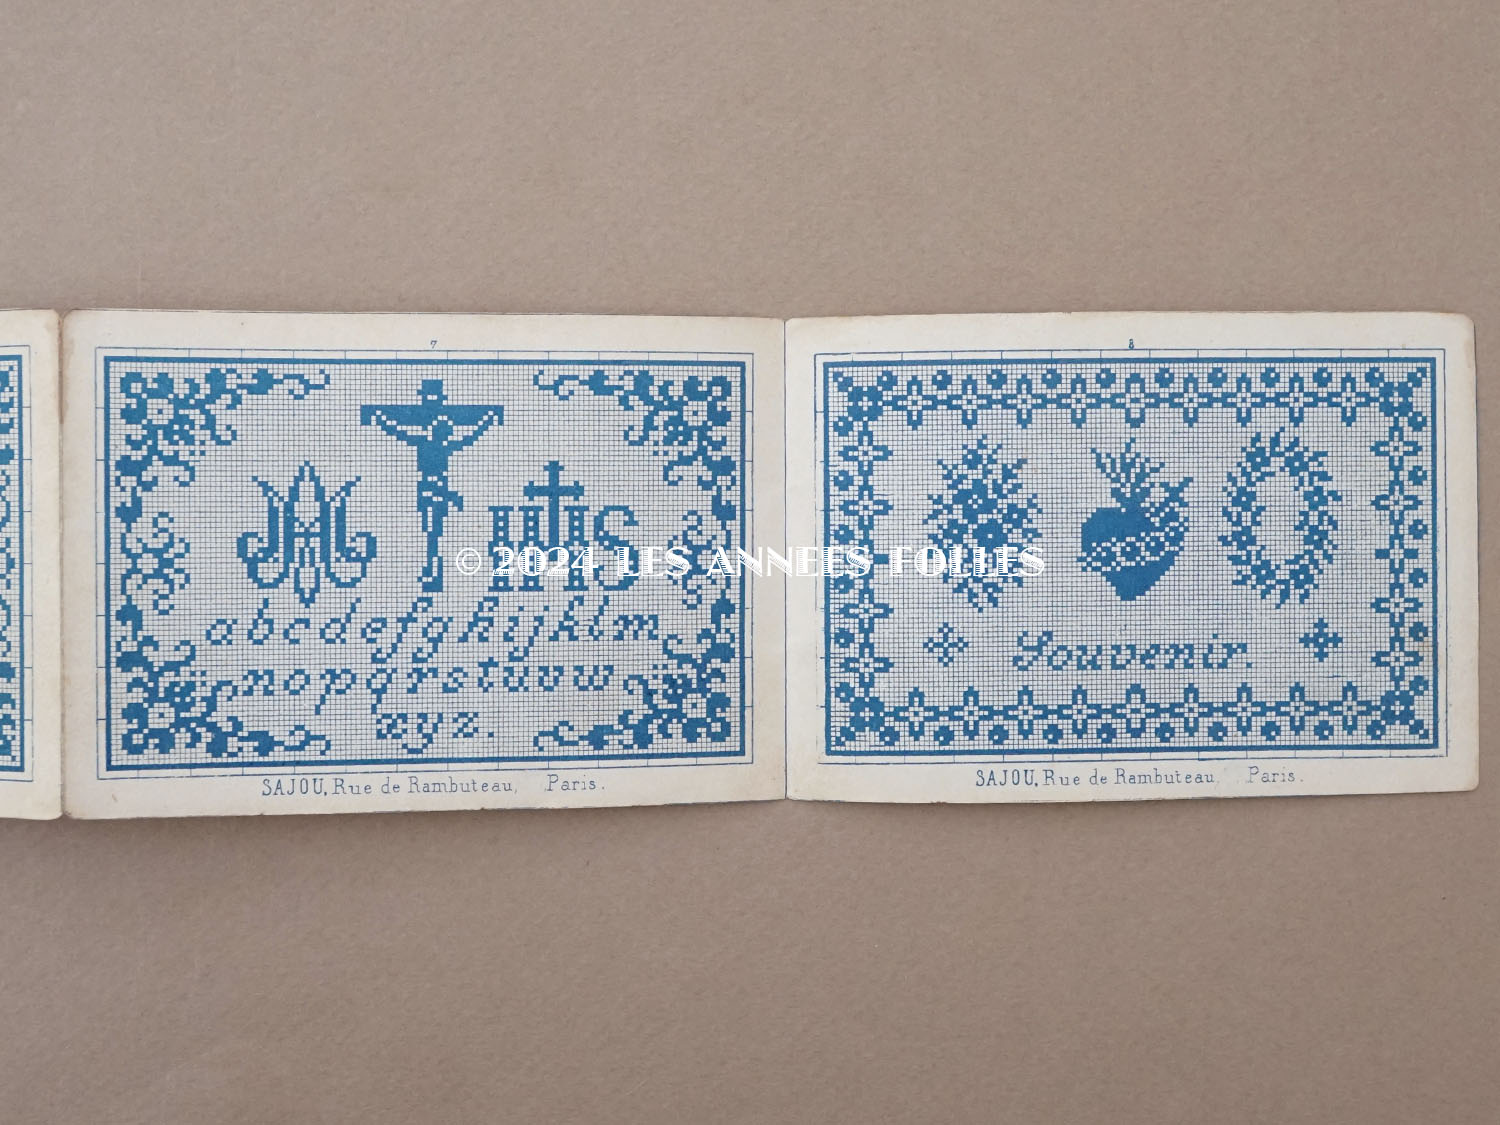 7
IHS
abcdefghijklm
nopqrstuvw
xyz.
SAJOU, Rue de Rambuteau, Paris.
8
Souvenir.
SAJOU, Rue de Rambuteau, Paris.
© 2024 LES ANNEES FOLLES